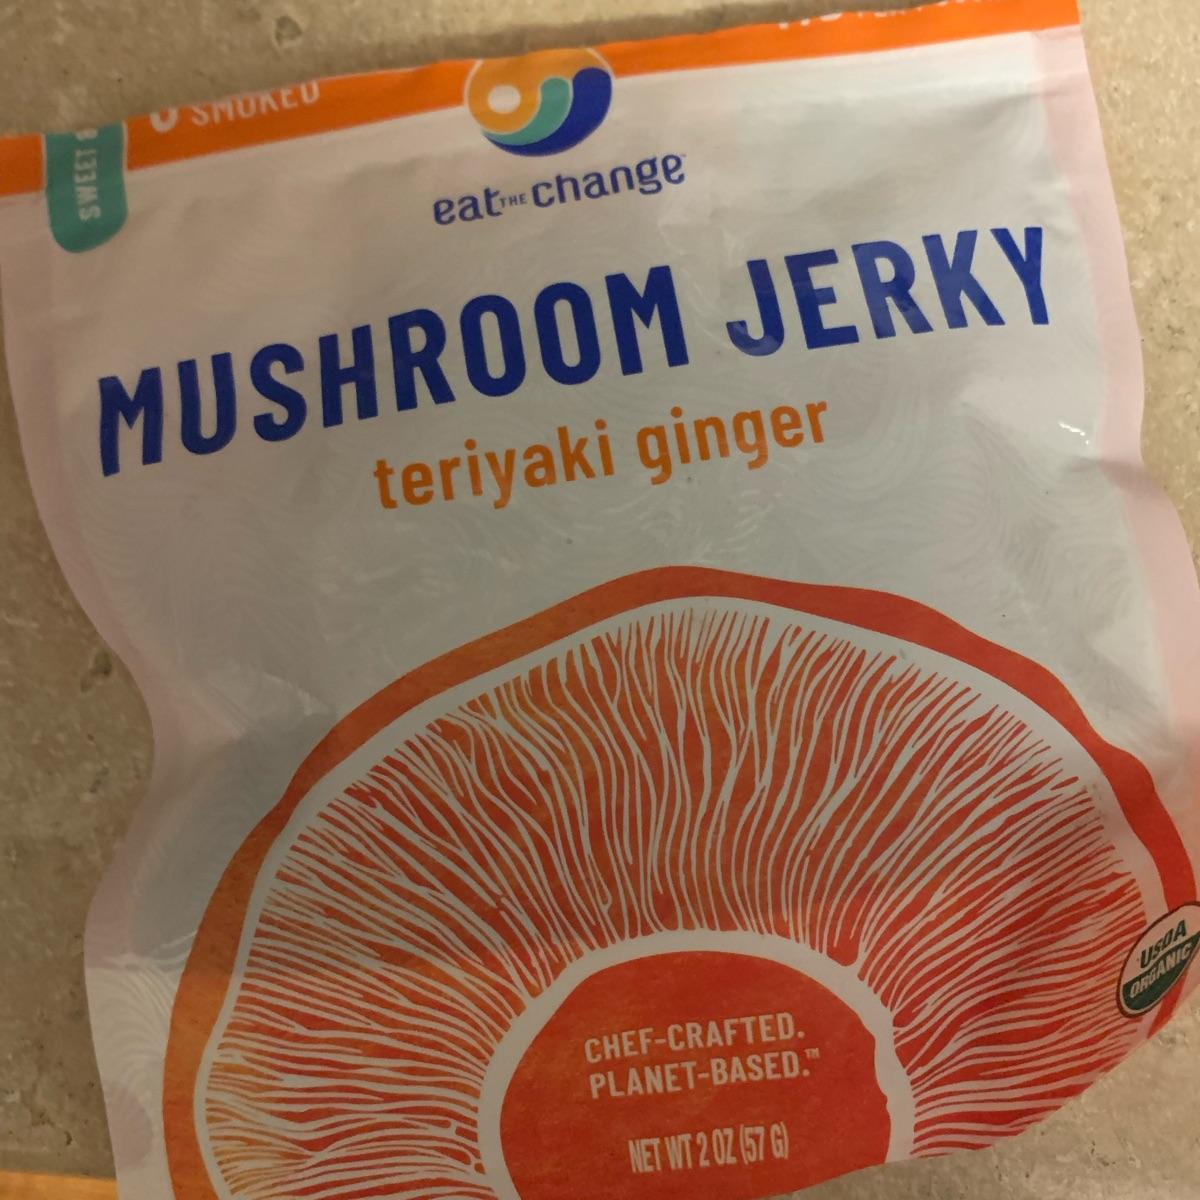 SMOKED
SWEET
eat THE change
MUSHROOM JERKY
teriyaki ginger
USDA
ORGANIC
CHEF-CRAFTED.
PLANET-BASED.™
NET WT 2 OZ (57 G)